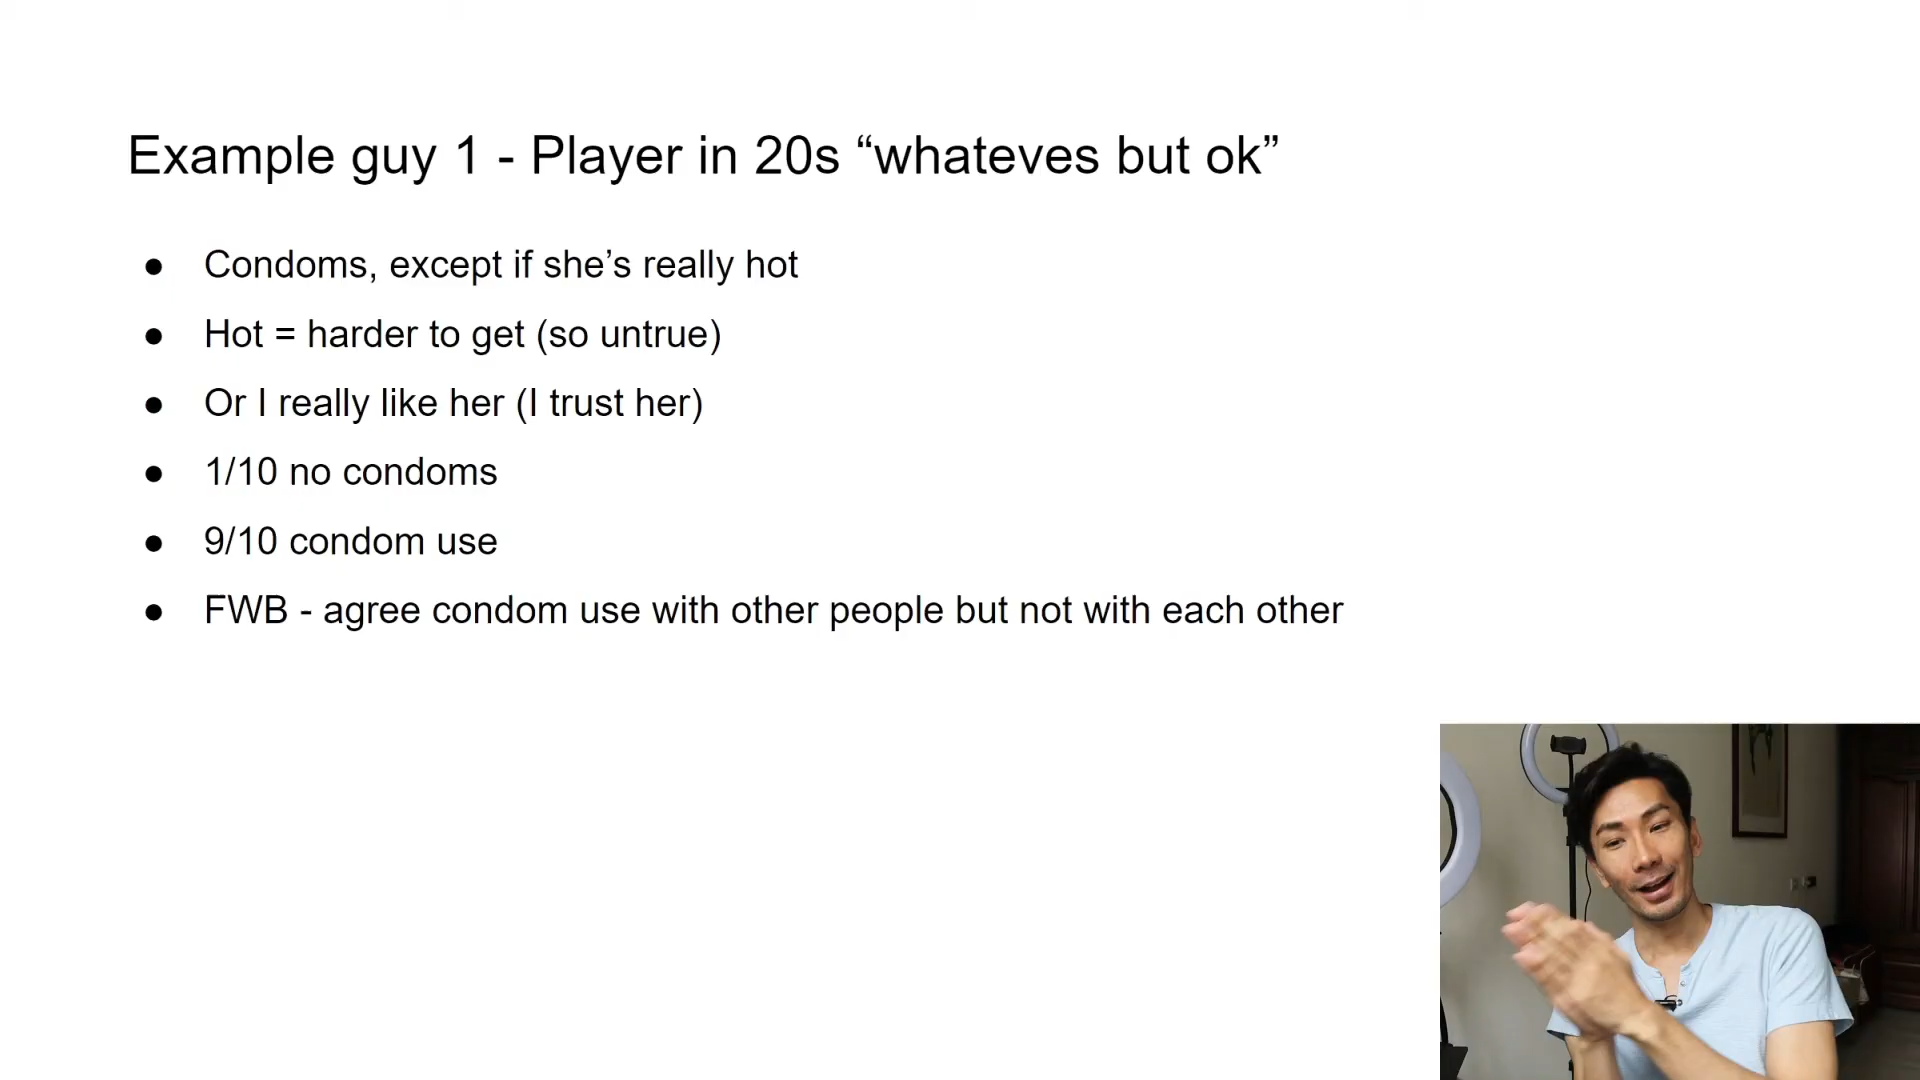 Example guy 1 - Player in 20s “whateves but ok”
● Condoms, except if she’s really hot
● Hot = harder to get (so untrue)
● Or I really like her (I trust her)
● 1/10 no condoms
● 9/10 condom use
● FWB - agree condom use with other people but not with each other